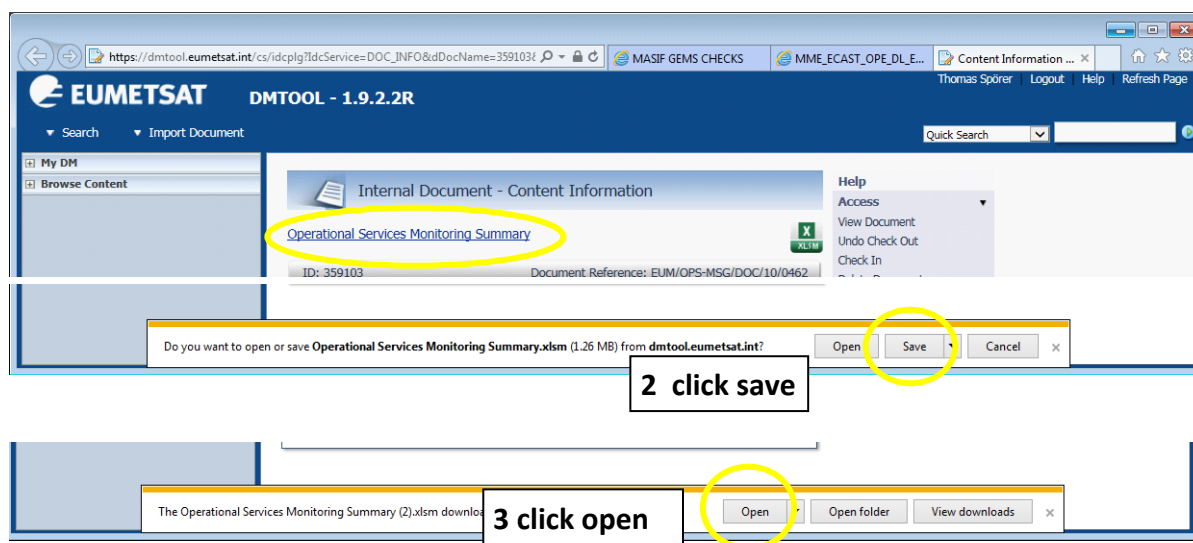 https://dmtool.eumetsat.int/cs/idcplg?IdcService=DOC_INFO&dDocName=359103
MASIF GEMS CHECKS
MME_ECAST_OPE_DL_E...
Content Information ...
Thomas Spörer Logout Help Refresh Page
EUMETSAT DMTOOL - 1.9.2.2R
Search Import Document
Quick Search
My DM
Browse Content
Internal Document - Content Information
Operational Services Monitoring Summary
XLSM
ID: 359103 Document Reference: EUM/OPS-MSG/DOC/10/0462
Help
Access
View Document
Undo Check Out
Check In
Do you want to open or save Operational Services Monitoring Summary.xlsm (1.26 MB) from dmtool.eumetsat.int?
Open Save Cancel
2 click save
The Operational Services Monitoring Summary (2).xlsm downlo
3 click open
Open Open folder View downloads